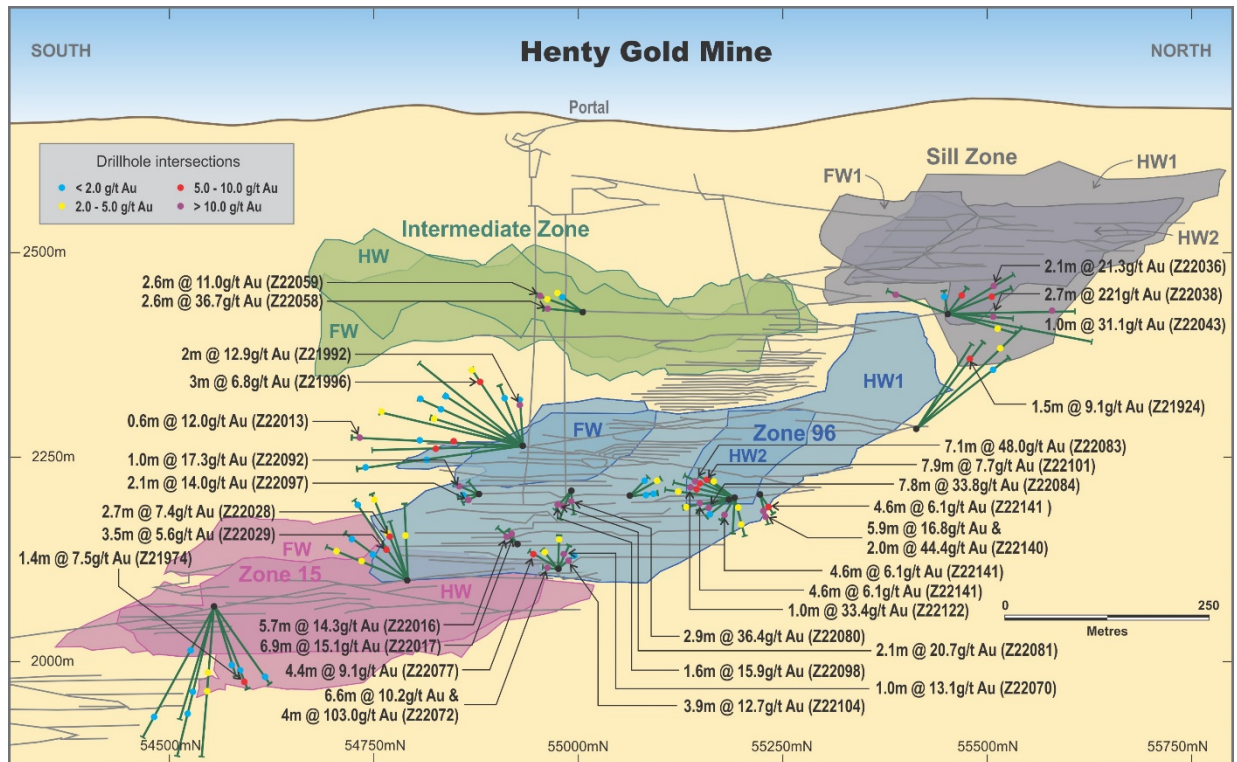 Henty Gold Mine
SOUTH
NORTH
Portal
Drillhole intersections
< 2.0 g/t Au
5.0 - 10.0 g/t Au
2.0 - 5.0 g/t Au
> 10.0 g/t Au
Sill Zone
HW1
FW1
HW2
Intermediate Zone
HW
FW
2500m
2250m
2000m
2.6m @ 11.0g/t Au (Z22059)
2.6m @ 36.7g/t Au (Z22058)
2m @ 12.9g/t Au (Z21992)
3m @ 6.8g/t Au (Z21996)
0.6m @ 12.0g/t Au (Z22013)
1.0m @ 17.3g/t Au (Z22092)
2.1m @ 14.0g/t Au (Z22097)
2.7m @ 7.4g/t Au (Z22028)
3.5m @ 5.6g/t Au (Z22029)
1.4m @ 7.5g/t Au (Z21974)
2.1m @ 21.3g/t Au (Z22036)
2.7m @ 221g/t Au (Z22038)
1.0m @ 31.1g/t Au (Z22043)
1.5m @ 9.1g/t Au (Z21924)
HW1
FW
Zone 96
HW2
7.1m @ 48.0g/t Au (Z22083)
7.9m @ 7.7g/t Au (Z22101)
7.8m @ 33.8g/t Au (Z22084)
4.6m @ 6.1g/t Au (Z22141 )
5.9m @ 16.8g/t Au &
2.0m @ 44.4g/t Au (Z22140)
4.6m @ 6.1g/t Au (Z22141)
4.6m @ 6.1g/t Au (Z22141)
1.0m @ 33.4g/t Au (Z22122)
FW
Zone 15
HW
5.7m @ 14.3g/t Au (Z22016)
6.9m @ 15.1g/t Au (Z22017)
4.4m @ 9.1g/t Au (Z22077)
6.6m @ 10.2g/t Au &
4m @ 103.0g/t Au (Z22072)
2.9m @ 36.4g/t Au (Z22080)
2.1m @ 20.7g/t Au (Z22081)
1.6m @ 15.9g/t Au (Z22098)
1.0m @ 13.1g/t Au (Z22070)
3.9m @ 12.7g/t Au (Z22104)
0 250
Metres
54500mN 54750mN 55000mN 55250mN 55500mN 55750mN